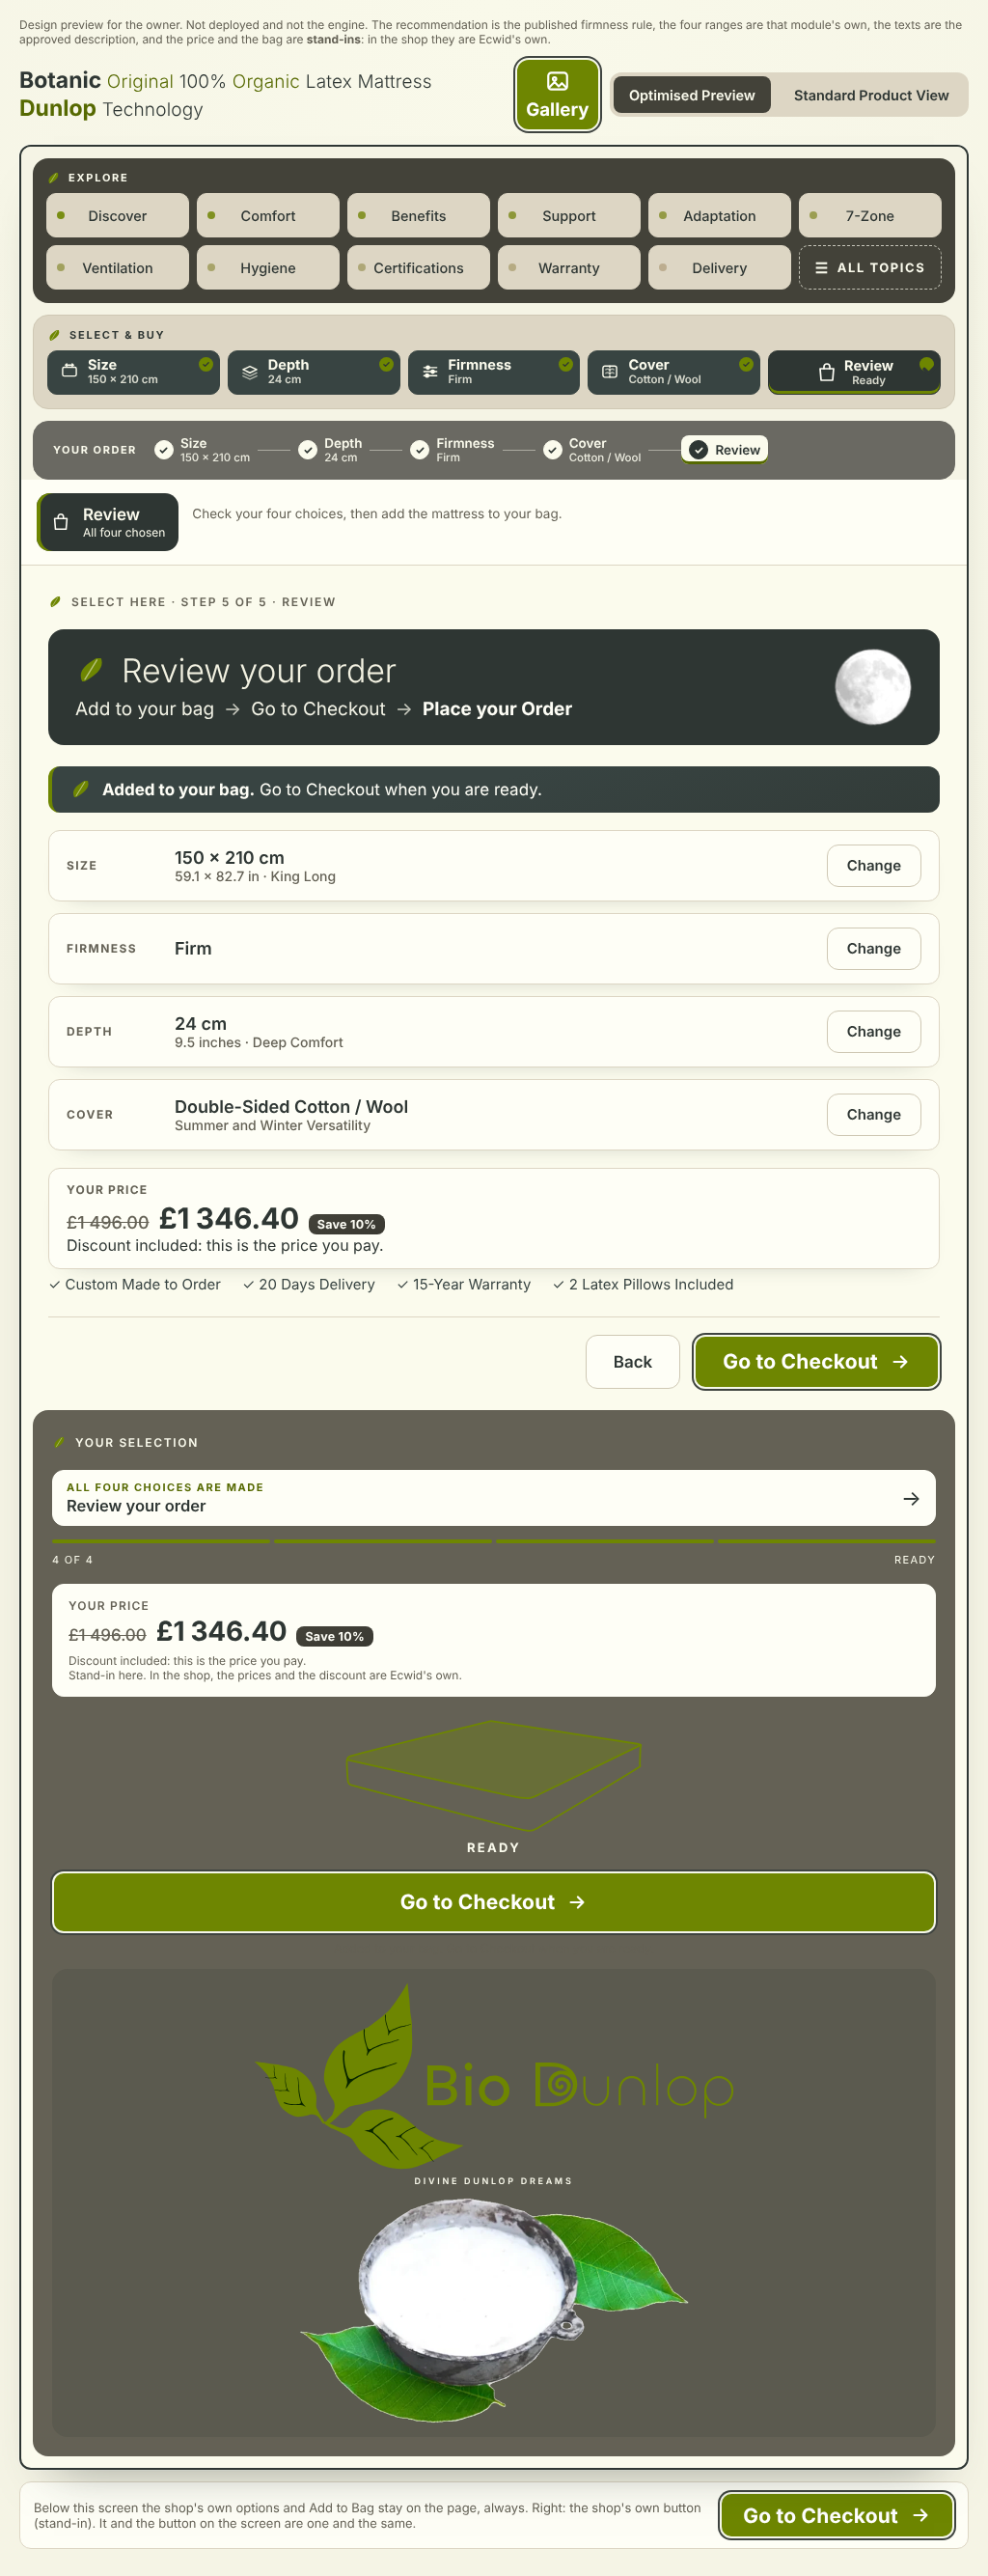 Design preview for the owner. Not deployed and not the engine. The recommendation is the published firmness rule, the four ranges are that module's own, the texts are the
approved description, and the price and the bag are stand-ins: in the shop they are Ecwid's own.
Botanic Original 100% Organic Latex Mattress
Dunlop Technology
Gallery
Optimised Preview
Standard Product View
EXPLORE
Discover
Comfort
Benefits
Support
Adaptation
7-Zone
Ventilation
Hygiene
Certifications
Warranty
Delivery
ALL TOPICS
SELECT & BUY
Size
150 × 210 cm
Depth
24 cm
Firmness
Firm
Cover
Cotton / Wool
Review
Ready
YOUR ORDER
Size
150 × 210 cm
Depth
24 cm
Firmness
Firm
Cover
Cotton / Wool
Review
Review
All four chosen
Check your four choices, then add the mattress to your bag.
SELECT HERE · STEP 5 OF 5 · REVIEW
Review your order
Add to your bag → Go to Checkout → Place your Order
Added to your bag. Go to Checkout when you are ready.
SIZE
150 × 210 cm
59.1 × 82.7 in · King Long
Change
FIRMNESS
Firm
Change
DEPTH
24 cm
9.5 inches · Deep Comfort
Change
COVER
Double-Sided Cotton / Wool
Summer and Winter Versatility
Change
YOUR PRICE
£1 496.00 £1 346.40 Save 10%
Discount included: this is the price you pay.
✓ Custom Made to Order ✓ 20 Days Delivery ✓ 15-Year Warranty ✓ 2 Latex Pillows Included
Back
Go to Checkout →
YOUR SELECTION
ALL FOUR CHOICES ARE MADE
Review your order
→
4 OF 4
READY
YOUR PRICE
£1 496.00 £1 346.40 Save 10%
Discount included: this is the price you pay.
Stand-in here. In the shop, the prices and the discount are Ecwid's own.
READY
Go to Checkout →
Bio Dunlop
DIVINE DUNLOP DREAMS
Below this screen the shop's own options and Add to Bag stay on the page, always. Right: the shop's own button
(stand-in). It and the button on the screen are one and the same.
Go to Checkout →